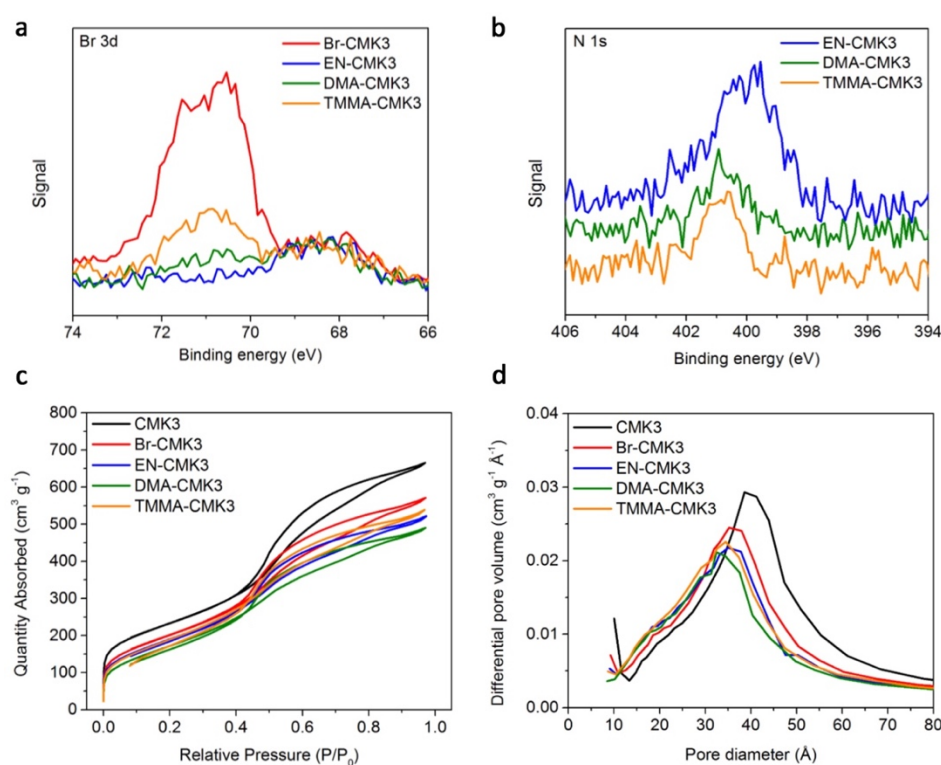 a
Br 3d
Br-CMK3
EN-CMK3
DMA-CMK3
TMMA-CMK3
Signal
74 72 70 68 66
Binding energy (eV)
b
N 1s
EN-CMK3
DMA-CMK3
TMMA-CMK3
Signal
406 404 402 400 398 396 394
Binding energy (eV)
c
CMK3
Br-CMK3
EN-CMK3
DMA-CMK3
TMMA-CMK3
Quantity Absorbed (cm³ g⁻¹)
800
700
600
500
400
300
200
100
0
0.0 0.2 0.4 0.6 0.8 1.0
Relative Pressure (P/P₀)
d
CMK3
Br-CMK3
EN-CMK3
DMA-CMK3
TMMA-CMK3
Differential pore volume (cm³ g⁻¹ Å⁻¹)
0.04
0.03
0.02
0.01
0.00
0 10 20 30 40 50 60 70 80
Pore diameter (Å)